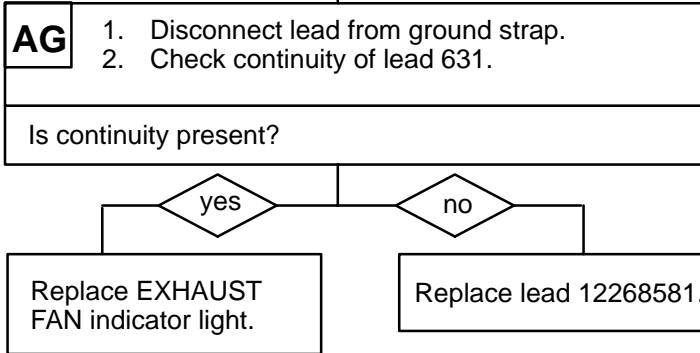 AG
1. Disconnect lead from ground strap.
2. Check continuity of lead 631.
Is continuity present?
yes
no
Replace EXHAUST
FAN indicator light.
Replace lead 12268581.